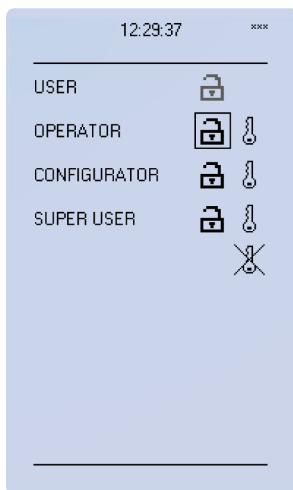 12:29:37 ***
USER
OPERATOR
CONFIGURATOR
SUPER USER